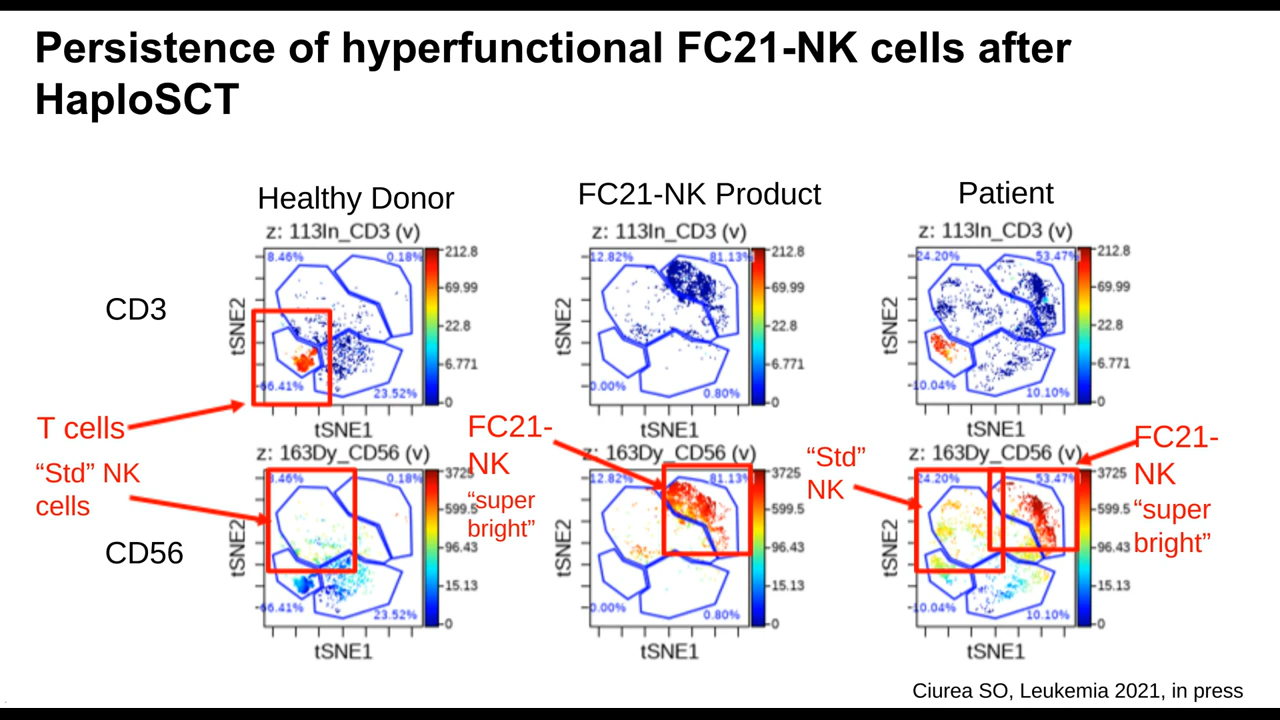 Persistence of hyperfunctional FC21-NK cells after
HaploSCT
Healthy Donor
FC21-NK Product
Patient
z: 113In_CD3 (v)
z: 113In_CD3 (v)
z: 113In_CD3 (v)
CD3
8.46%
0.18%
66.41%
23.52%
212.8
69.99
22.8
6.771
0
tSNE2
tSNE1
12.82%
81.13%
0.00%
0.80%
212.8
69.99
22.8
6.771
0
tSNE2
tSNE1
24.20%
53.47%
10.04%
10.10%
212.8
69.99
22.8
6.771
0
tSNE2
tSNE1
T cells
"Std" NK
cells
FC21-
NK
"super
bright"
"Std"
NK
FC21-
NK
"super
bright"
z: 163Dy_CD56 (v)
z: 163Dy_CD56 (v)
z: 163Dy_CD56 (v)
CD56
8.46%
0.18%
66.41%
23.52%
3725
599.5
96.43
15.13
0
tSNE2
tSNE1
12.82%
81.13%
0.00%
0.80%
3725
599.5
96.43
15.13
0
tSNE2
tSNE1
24.20%
53.47%
10.04%
10.10%
3725
599.5
96.43
15.13
0
tSNE2
tSNE1
Ciurea SO, Leukemia 2021, in press